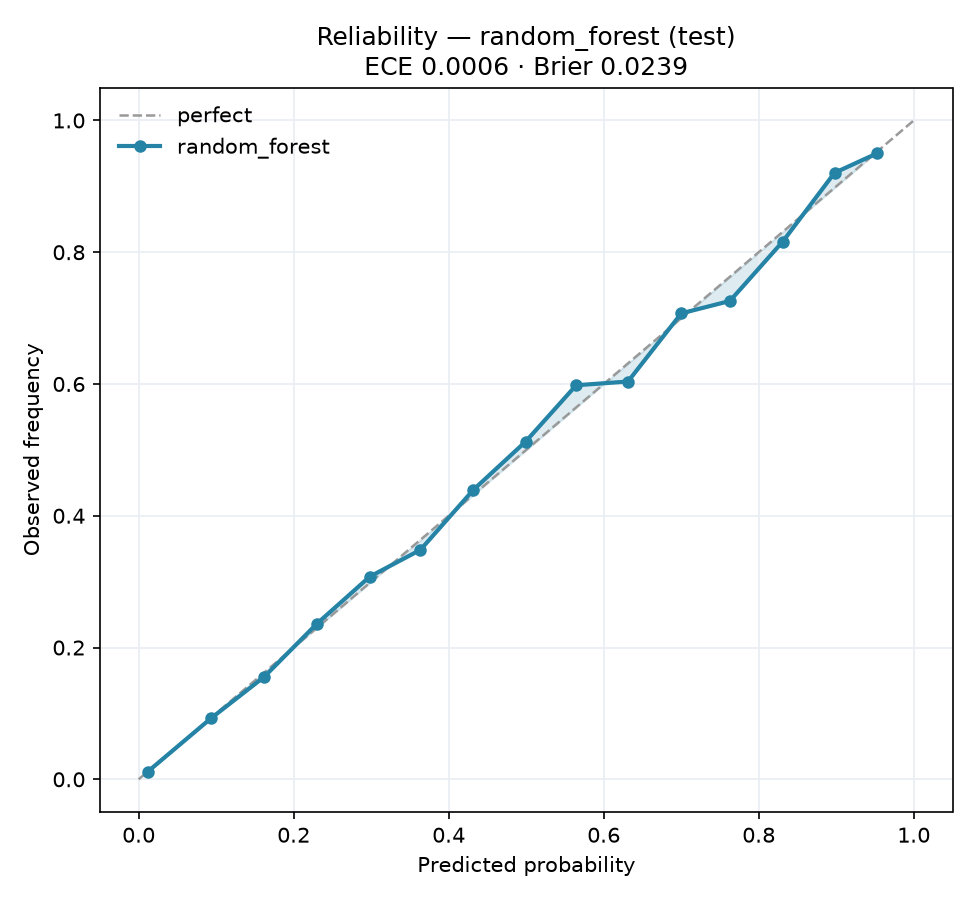 Reliability — random_forest (test)
ECE 0.0006 · Brier 0.0239
perfect
random_forest
1.0
0.8
0.6
0.4
0.2
0.0
Observed frequency
0.0 0.2 0.4 0.6 0.8 1.0
Predicted probability